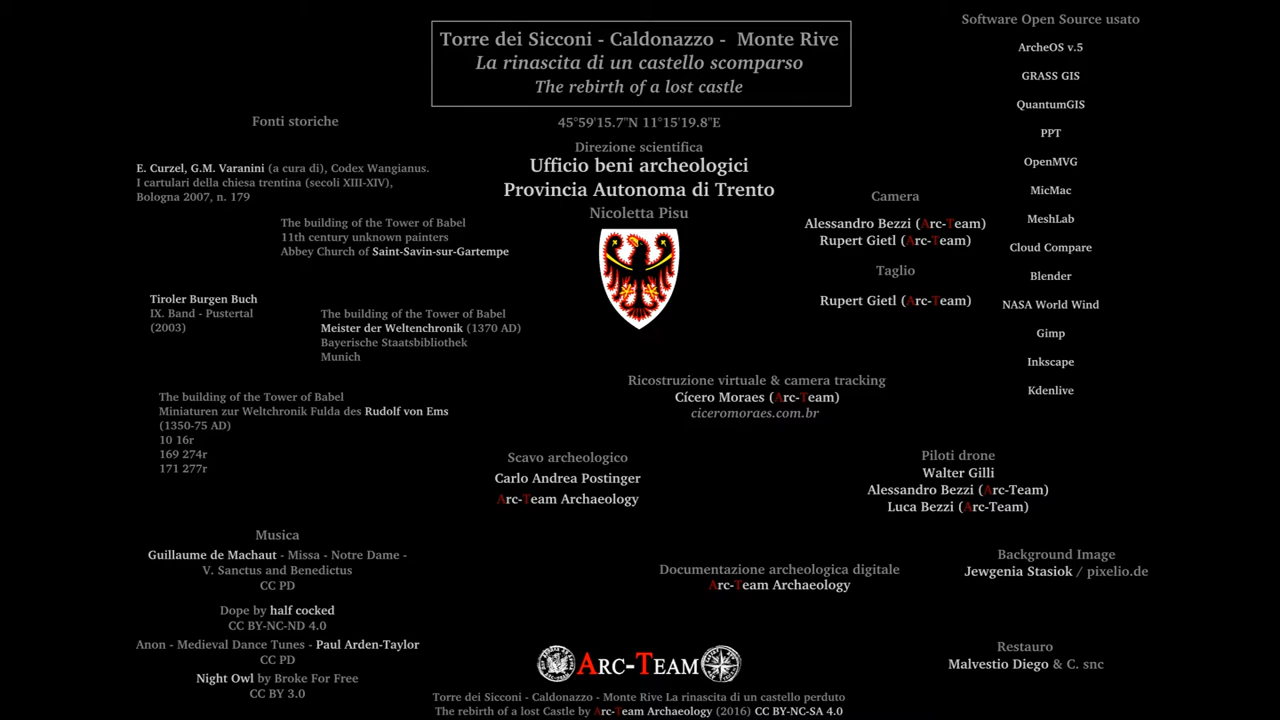 Torre dei Sicconi - Caldonazzo - Monte Rive
La rinascita di un castello scomparso
The rebirth of a lost castle
45°59'15.7"N 11°15'19.8"E
Direzione scientifica
Ufficio beni archeologici
Provincia Autonoma di Trento
Nicoletta Pisu
Fonti storiche
E. Curzel, G.M. Varanini (a cura di), Codex Wangianus.
I cartulari della chiesa trentina (secoli XIII-XIV),
Bologna 2007, n. 179
The building of the Tower of Babel
11th century unknown painters
Abbey Church of Saint-Savin-sur-Gartempe
Tiroler Burgen Buch
IX. Band - Pustertal
(2003)
The building of the Tower of Babel
Meister der Weltenchronik (1370 AD)
Bayerische Staatsbibliothek
Munich
The building of the Tower of Babel
Miniaturen zur Weltchronik Fulda des Rudolf von Ems
(1350-75 AD)
10 16r
169 274r
171 277r
Camera
Alessandro Bezzi (Arc-Team)
Rupert Gietl (Arc-Team)
Taglio
Rupert Gietl (Arc-Team)
Software Open Source usato
ArcheOS v.5
GRASS GIS
QuantumGIS
PPT
OpenMVG
MicMac
MeshLab
Cloud Compare
Blender
NASA World Wind
Gimp
Inkscape
Kdenlive
Ricostruzione virtuale & camera tracking
Cícero Moraes (Arc-Team)
ciceromoraes.com.br
Scavo archeologico
Carlo Andrea Postinger
Arc-Team Archaeology
Piloti drone
Walter Gilli
Alessandro Bezzi (Arc-Team)
Luca Bezzi (Arc-Team)
Musica
Guillaume de Machaut - Missa - Notre Dame -
V. Sanctus and Benedictus
CC PD
Dope by half cocked
CC BY-NC-ND 4.0
Anon - Medieval Dance Tunes - Paul Arden-Taylor
CC PD
Night Owl by Broke For Free
CC BY 3.0
Documentazione archeologica digitale
Arc-Team Archaeology
Background Image
Jewgenia Stasiok / pixelio.de
Restauro
Malvestio Diego & C. snc
ARC-TEAM
Torre dei Sicconi - Caldonazzo - Monte Rive La rinascita di un castello perduto
The rebirth of a lost Castle by Arc-Team Archaeology (2016) CC BY-NC-SA 4.0